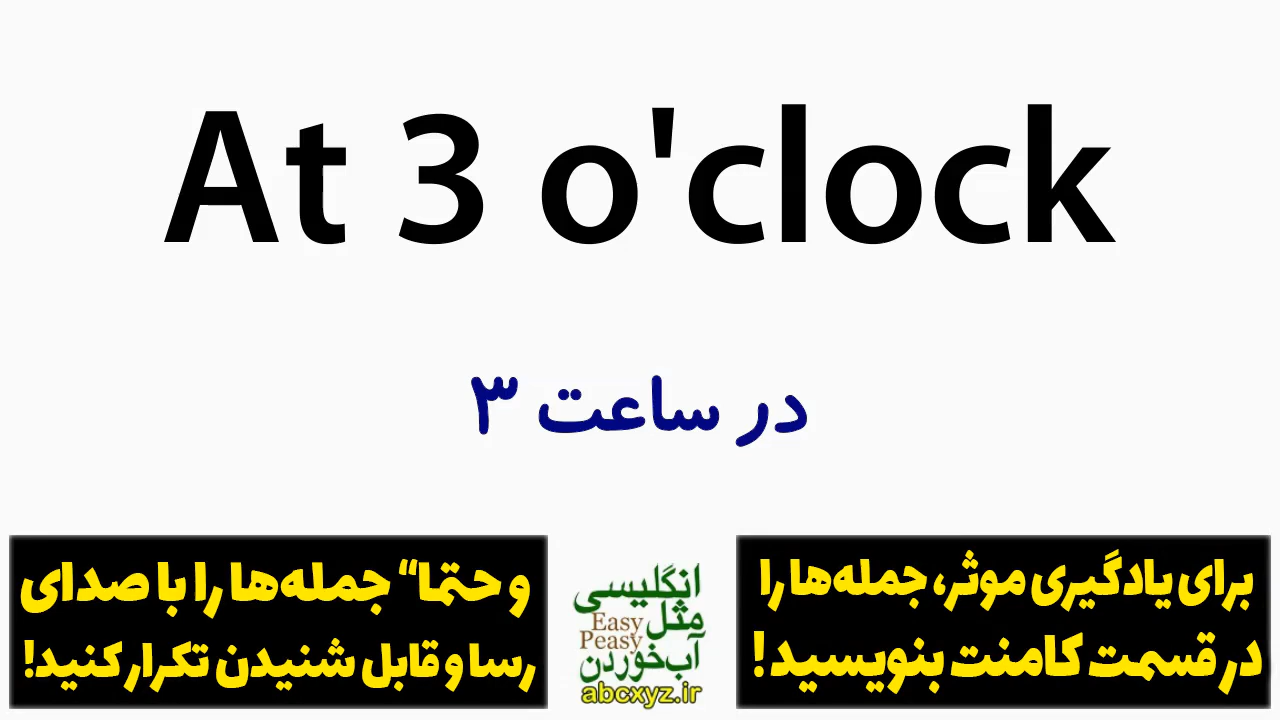 At 3 o'clock
در ساعت ۳
برای یادگیری موثر، جمله‌ها را
در قسمت کامنت بنویسید!
انگلیسی
مثل
Easy
Peasy
آب‌خوردن
abcxyz.ir
و حتما“ جمله‌ها را با صدای
رسا و قابل شنیدن تکرار کنید!